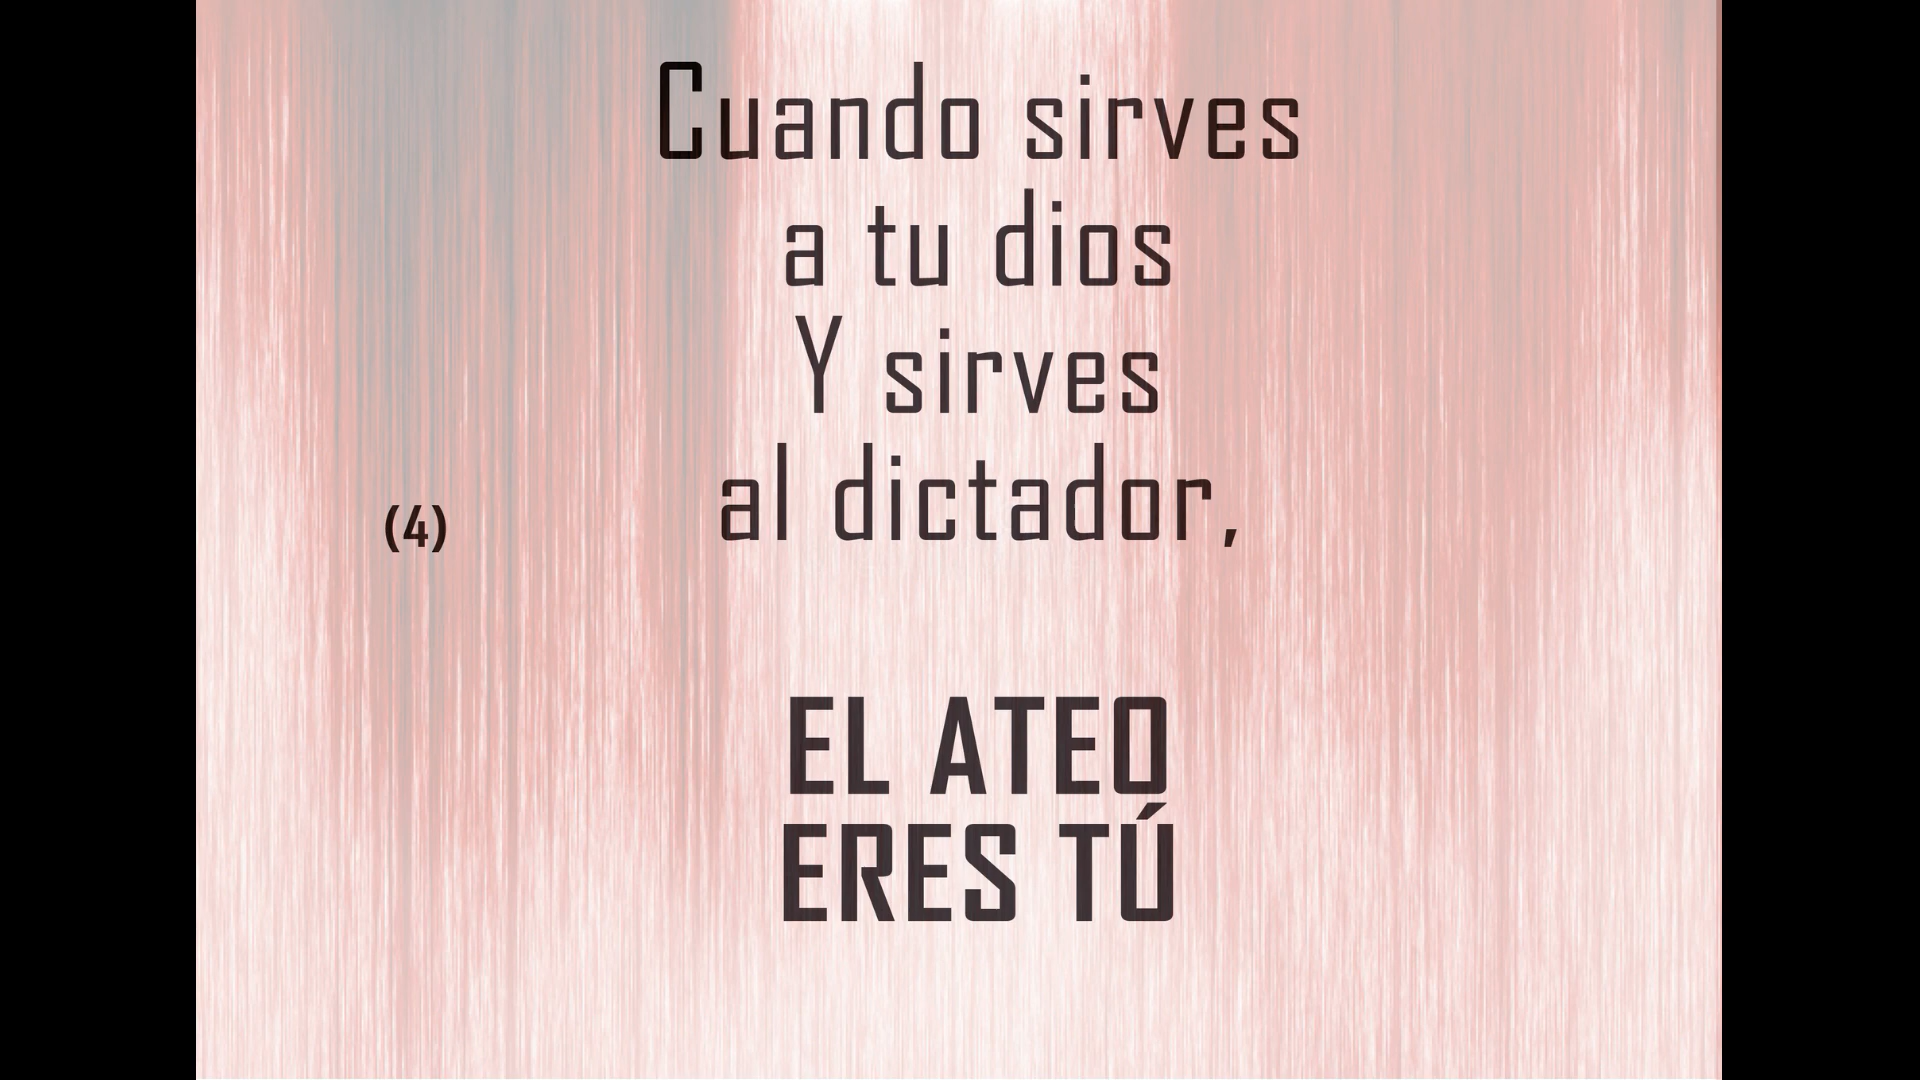 Cuando sirves
a tu dios
Y sirves
al dictador,
(4)
EL ATEO
ERES TÚ